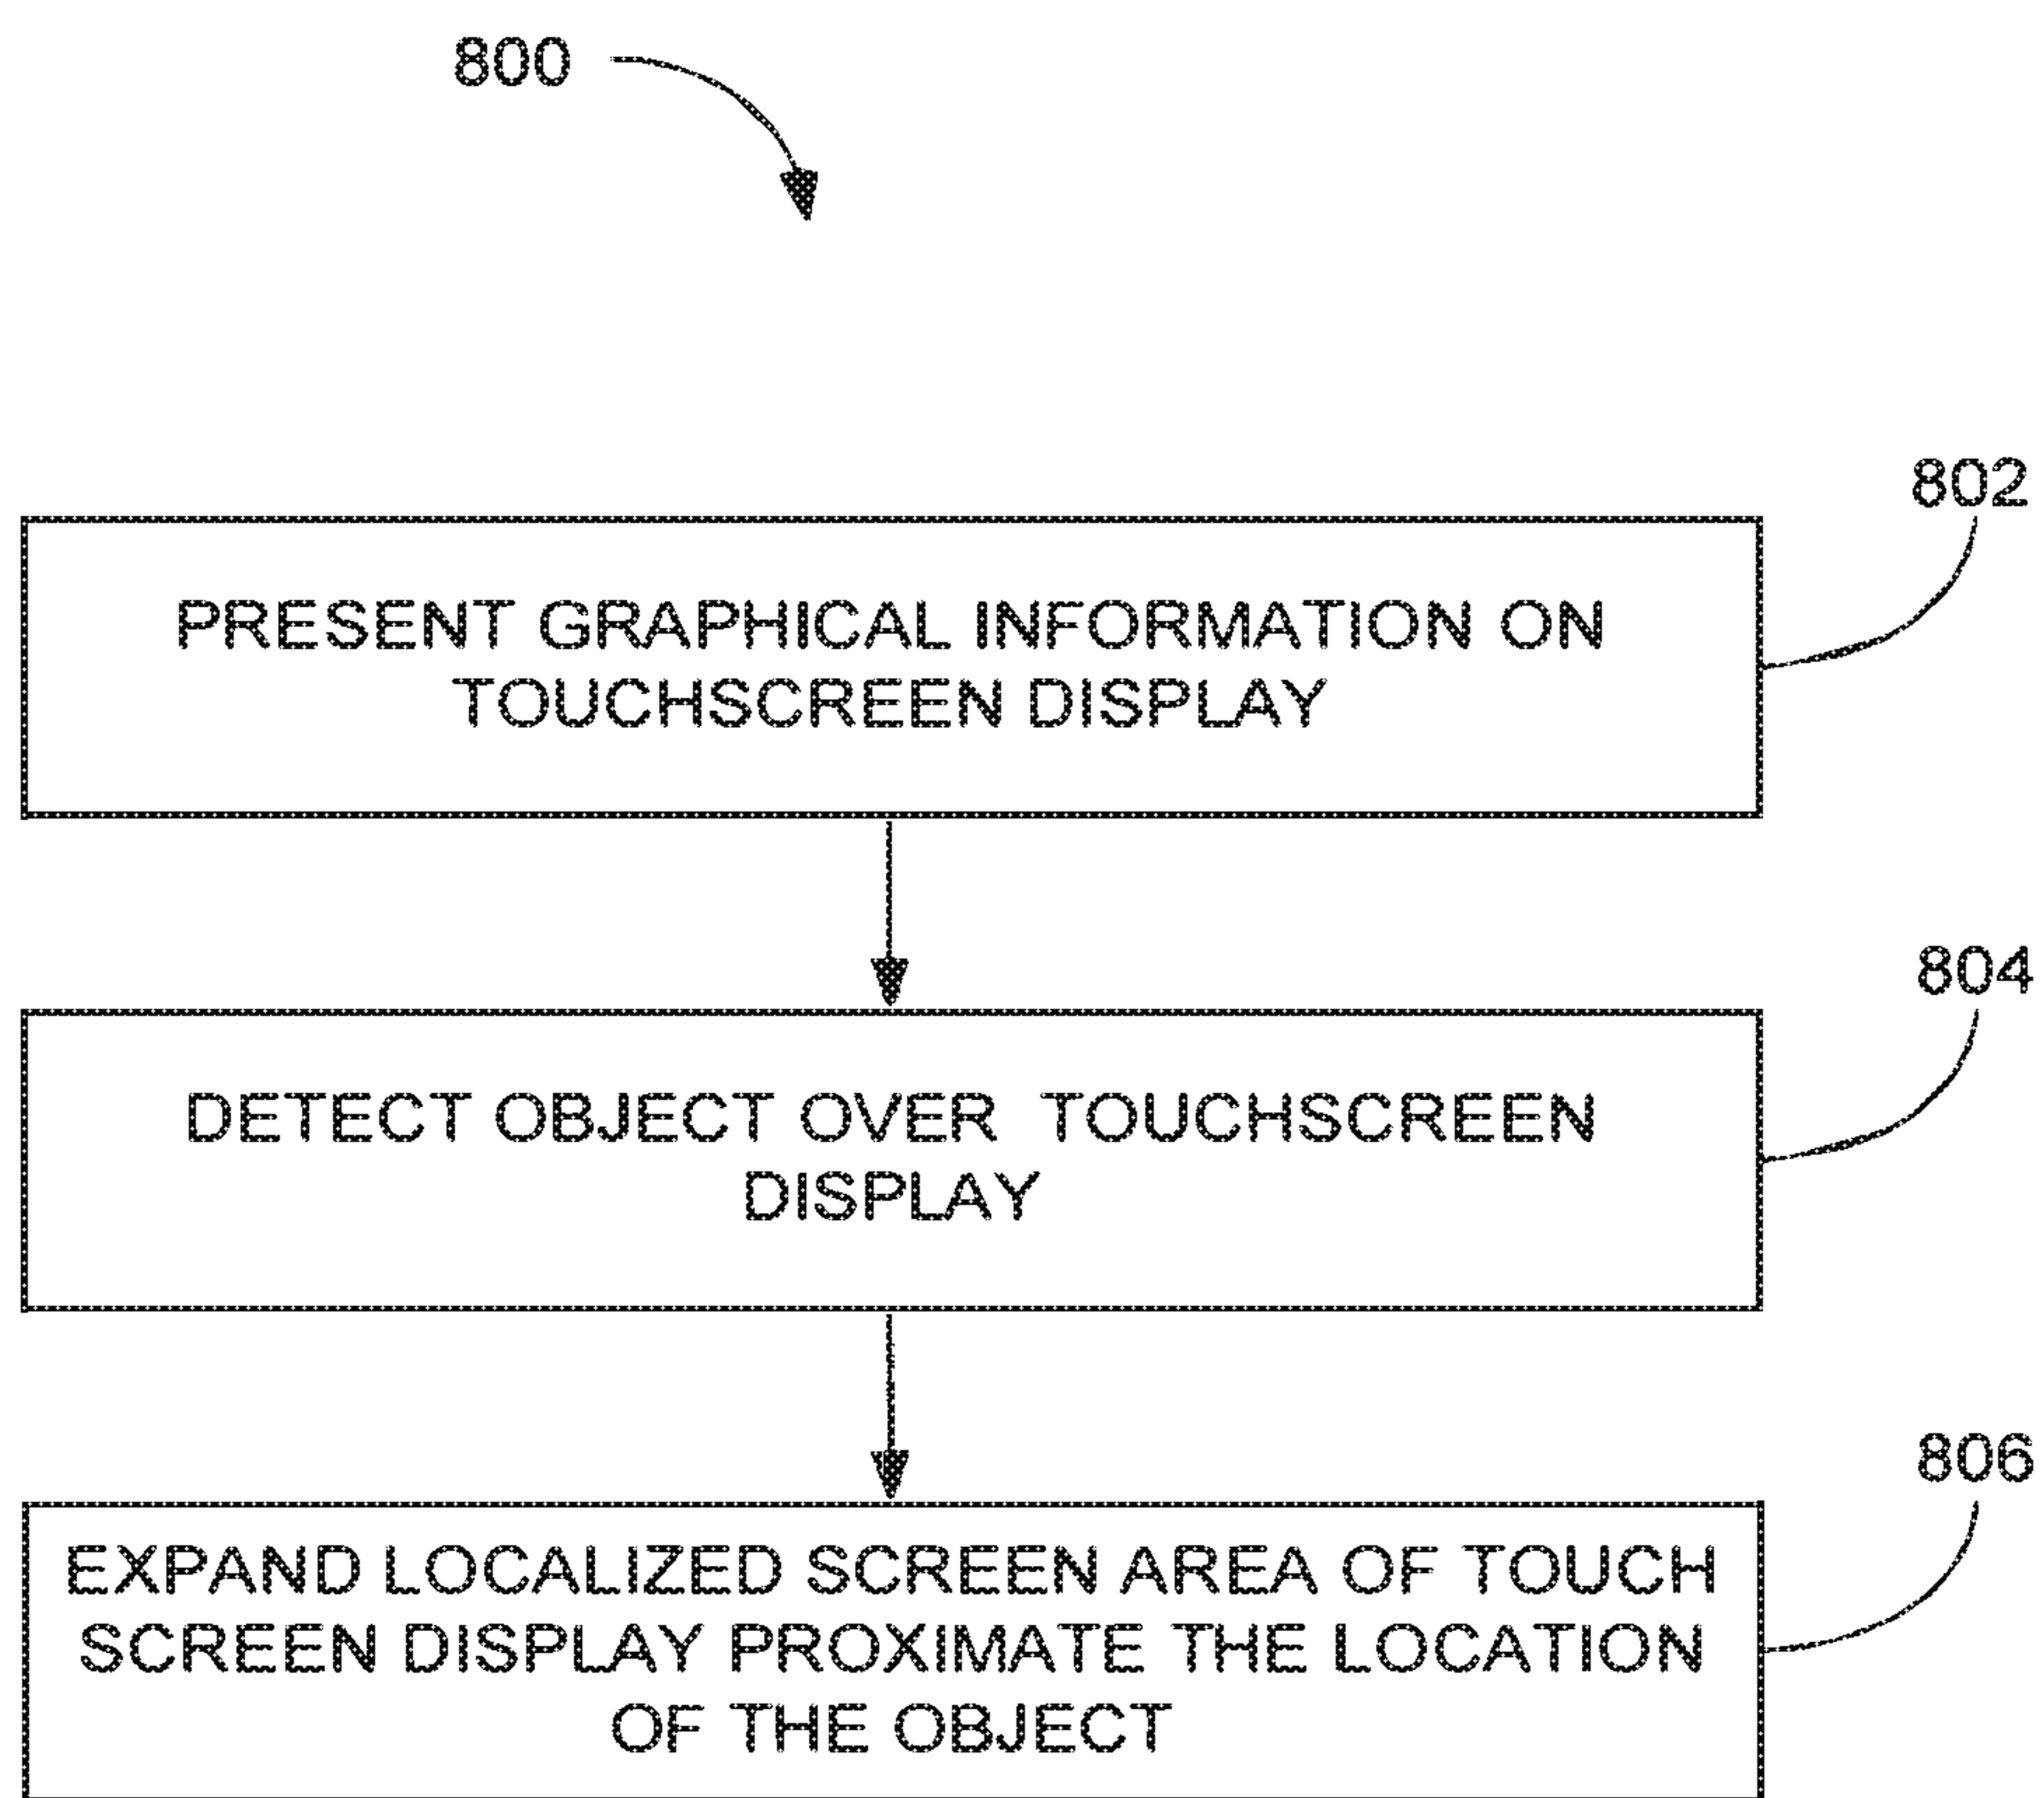 800
802
PRESENT GRAPHICAL INFORMATION ON
TOUCHSCREEN DISPLAY
804
DETECT OBJECT OVER TOUCHSCREEN
DISPLAY
806
EXPAND LOCALIZED SCREEN AREA OF TOUCH
SCREEN DISPLAY PROXIMATE THE LOCATION
OF THE OBJECT